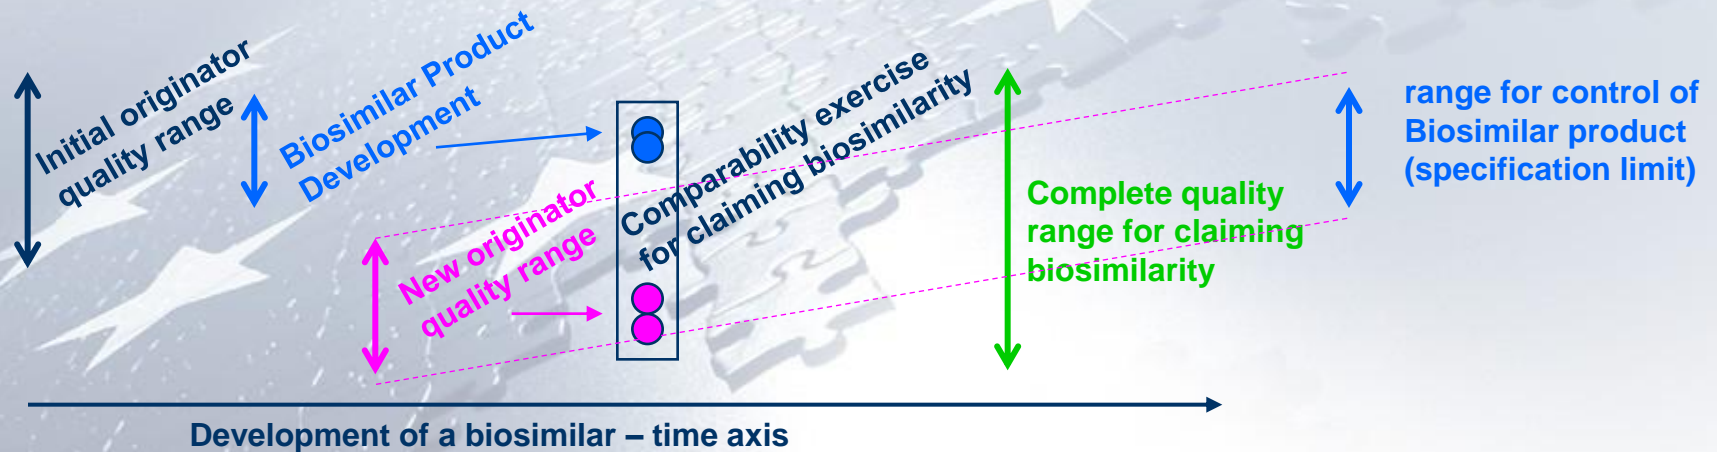 Initial originator
quality range
Biosimilar Product
Development
New originator
quality range
Comparability exercise
for claiming biosimilarity
Complete quality
range for claiming
biosimilarity
range for control of
Biosimilar product
(specification limit)
Development of a biosimilar – time axis